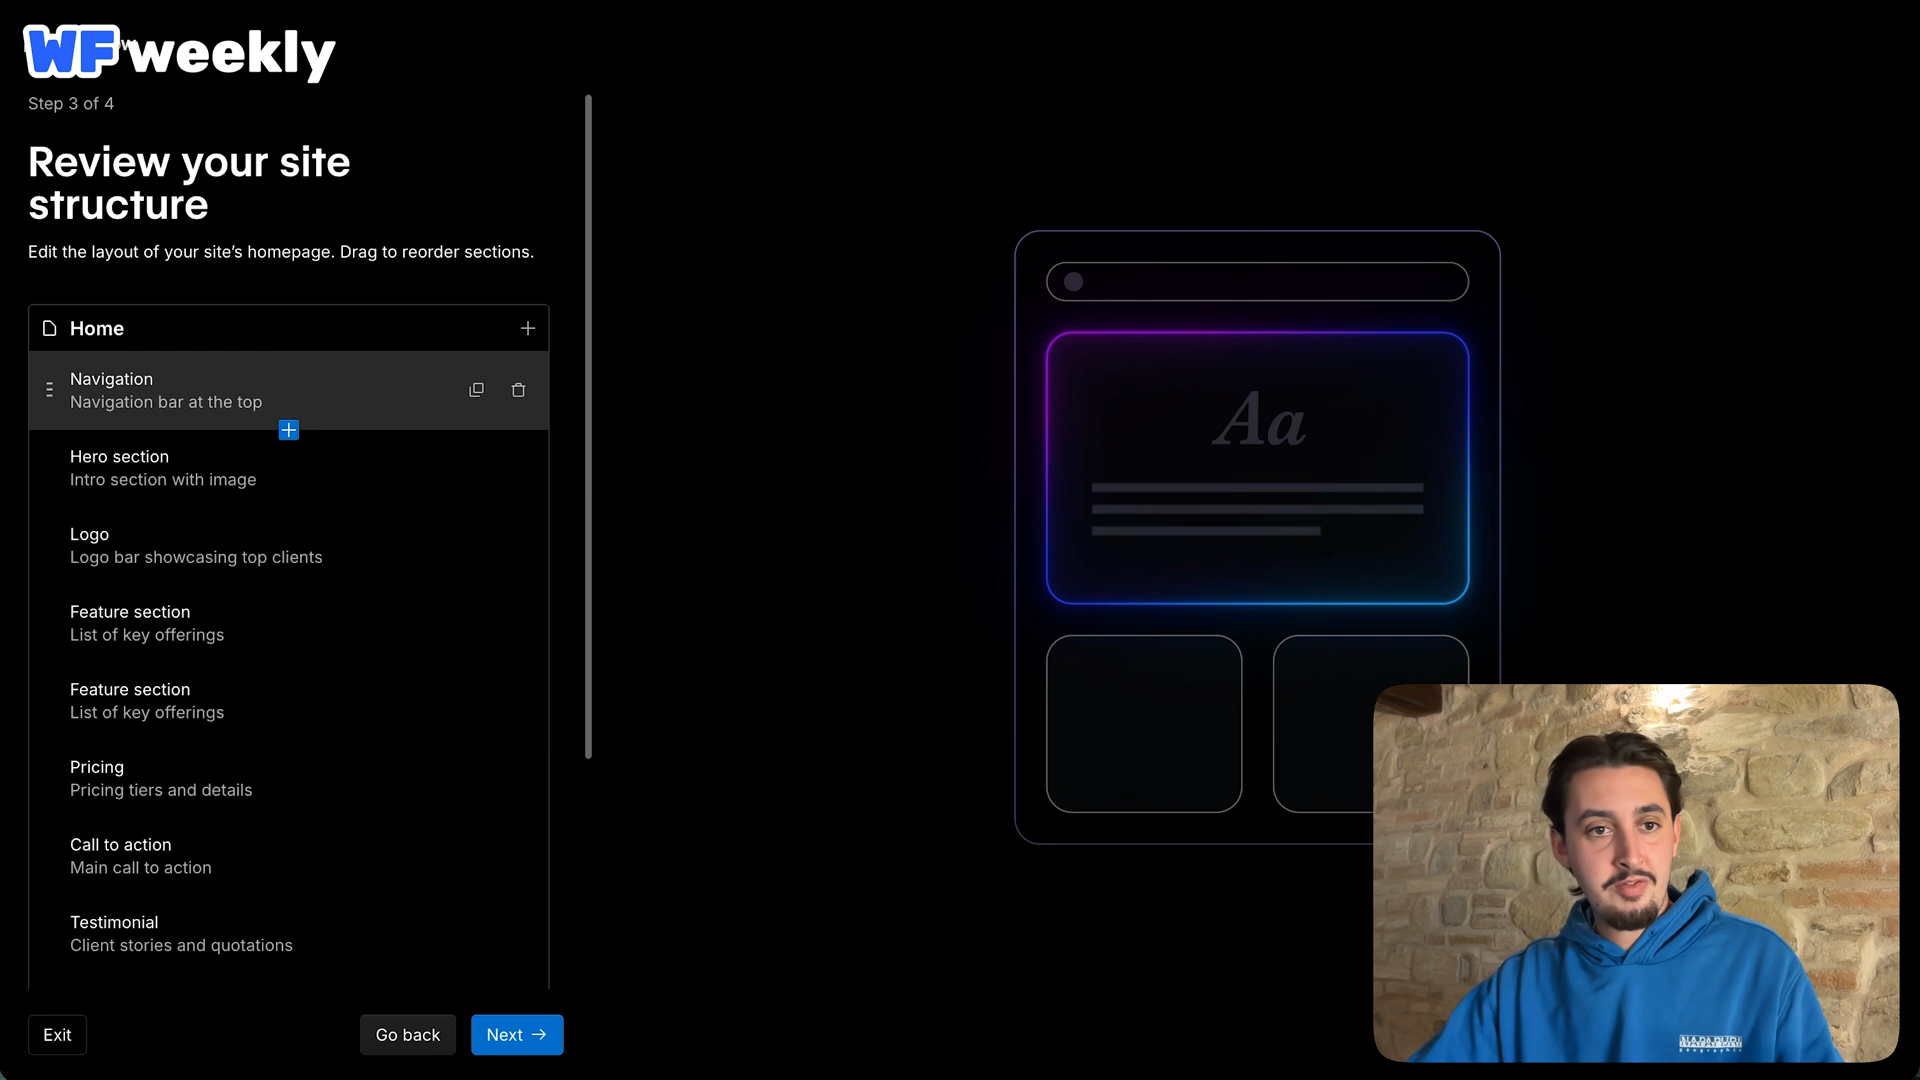 WFweekly
Step 3 of 4
Review your site
structure
Edit the layout of your site’s homepage. Drag to reorder sections.
Home
Navigation
Navigation bar at the top
Hero section
Intro section with image
Logo
Logo bar showcasing top clients
Feature section
List of key offerings
Feature section
List of key offerings
Pricing
Pricing tiers and details
Call to action
Main call to action
Testimonial
Client stories and quotations
Exit
Go back
Next
Aa
NAPAPIJRI
geographic